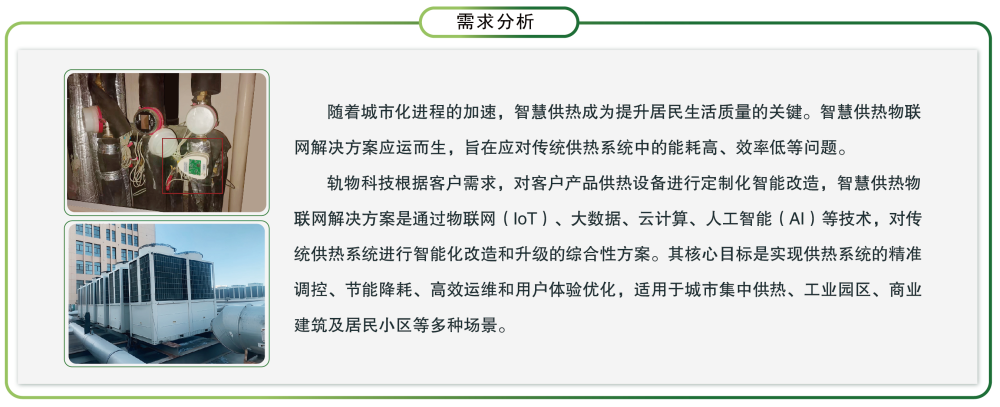 需求分析
随着城市化进程的加速，智慧供热成为提升居民生活质量的关键。智慧供热物联
网解决方案应运而生，旨在应对传统供热系统中的能耗高、效率低等问题。
轨物科技根据客户需求，对客户产品供热设备进行定制化智能改造，智慧供热物
联网解决方案是通过物联网（IoT）、大数据、云计算、人工智能（AI）等技术，对传
统供热系统进行智能化改造和升级的综合性方案。其核心目标是实现供热系统的精准
调控、节能降耗、高效运维和用户体验优化，适用于城市集中供热、工业园区、商业
建筑及居民小区等多种场景。